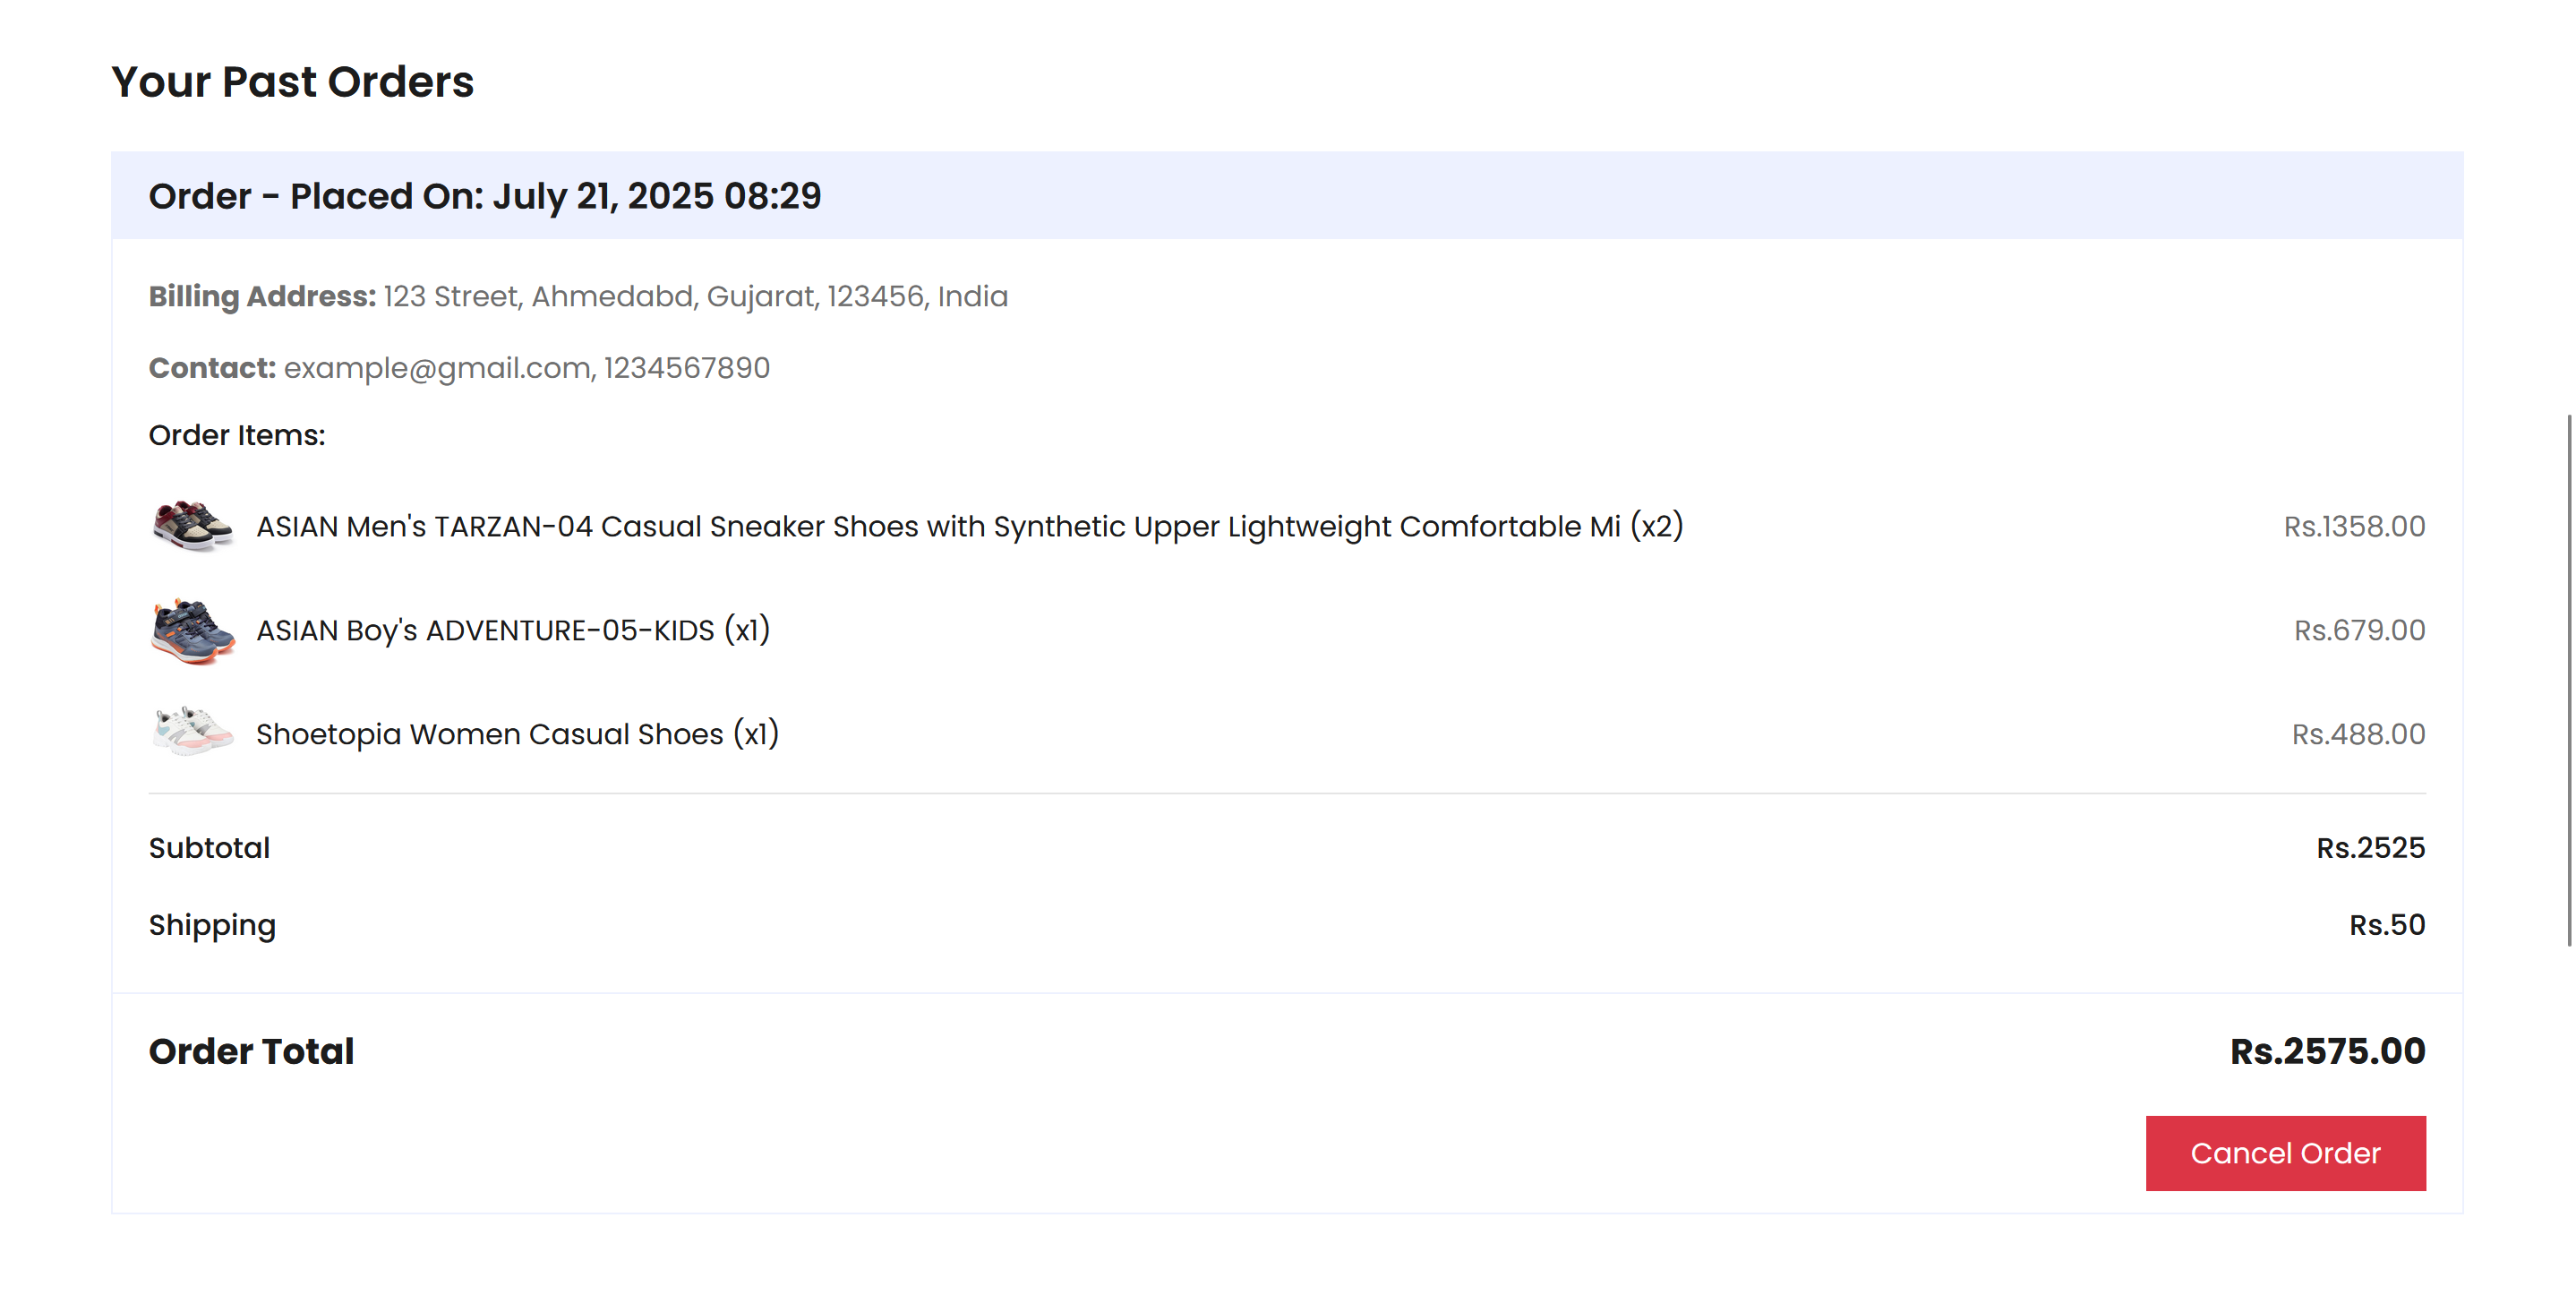 Your Past Orders
Order - Placed On: July 21, 2025 08:29
Billing Address: 123 Street, Ahmedabd, Gujarat, 123456, India
Contact: example@gmail.com, 1234567890
Order Items:
ASIAN Men's TARZAN-04 Casual Sneaker Shoes with Synthetic Upper Lightweight Comfortable Mi (x2) Rs.1358.00
ASIAN Boy's ADVENTURE-05-KIDS (x1) Rs.679.00
Shoetopia Women Casual Shoes (x1) Rs.488.00
Subtotal Rs.2525
Shipping Rs.50
Order Total Rs.2575.00
Cancel Order